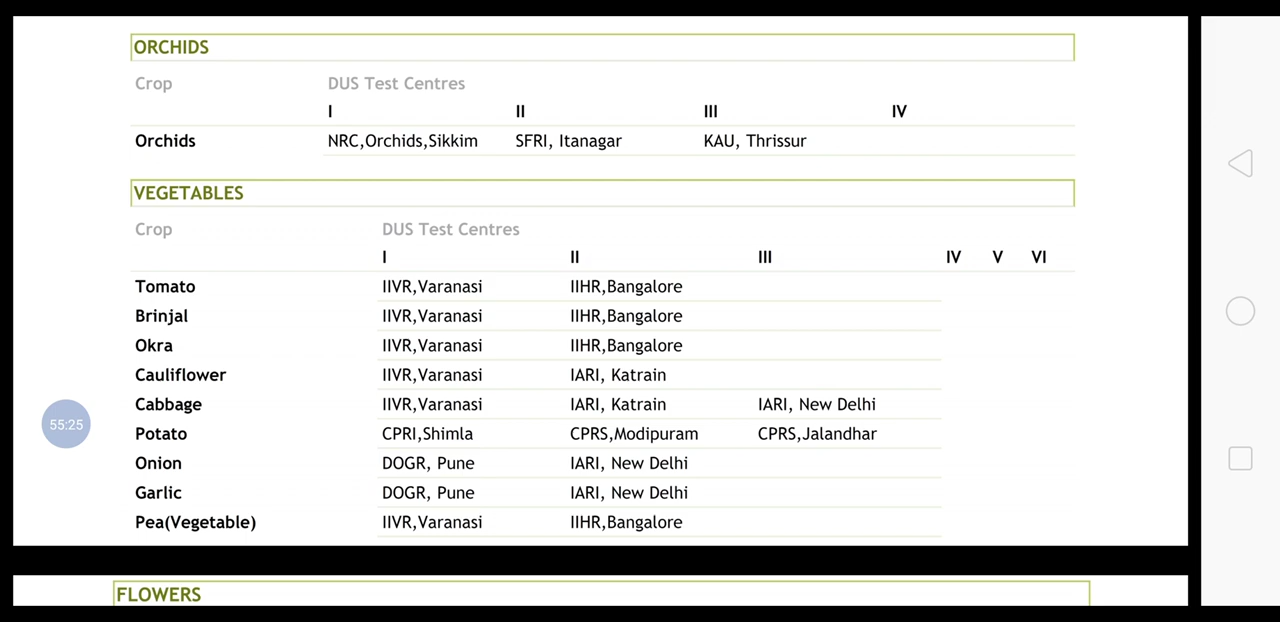 ORCHIDS
Crop DUS Test Centres
I II III IV
Orchids NRC,Orchids,Sikkim SFRI, Itanagar KAU, Thrissur
VEGETABLES
Crop DUS Test Centres
I II III IV V VI
Tomato IIVR,Varanasi IIHR,Bangalore
Brinjal IIVR,Varanasi IIHR,Bangalore
Okra IIVR,Varanasi IIHR,Bangalore
Cauliflower IIVR,Varanasi IARI, Katrain
Cabbage IIVR,Varanasi IARI, Katrain IARI, New Delhi
55:25
Potato CPRI,Shimla CPRS,Modipuram CPRS,Jalandhar
Onion DOGR, Pune IARI, New Delhi
Garlic DOGR, Pune IARI, New Delhi
Pea(Vegetable) IIVR,Varanasi IIHR,Bangalore
FLOWERS